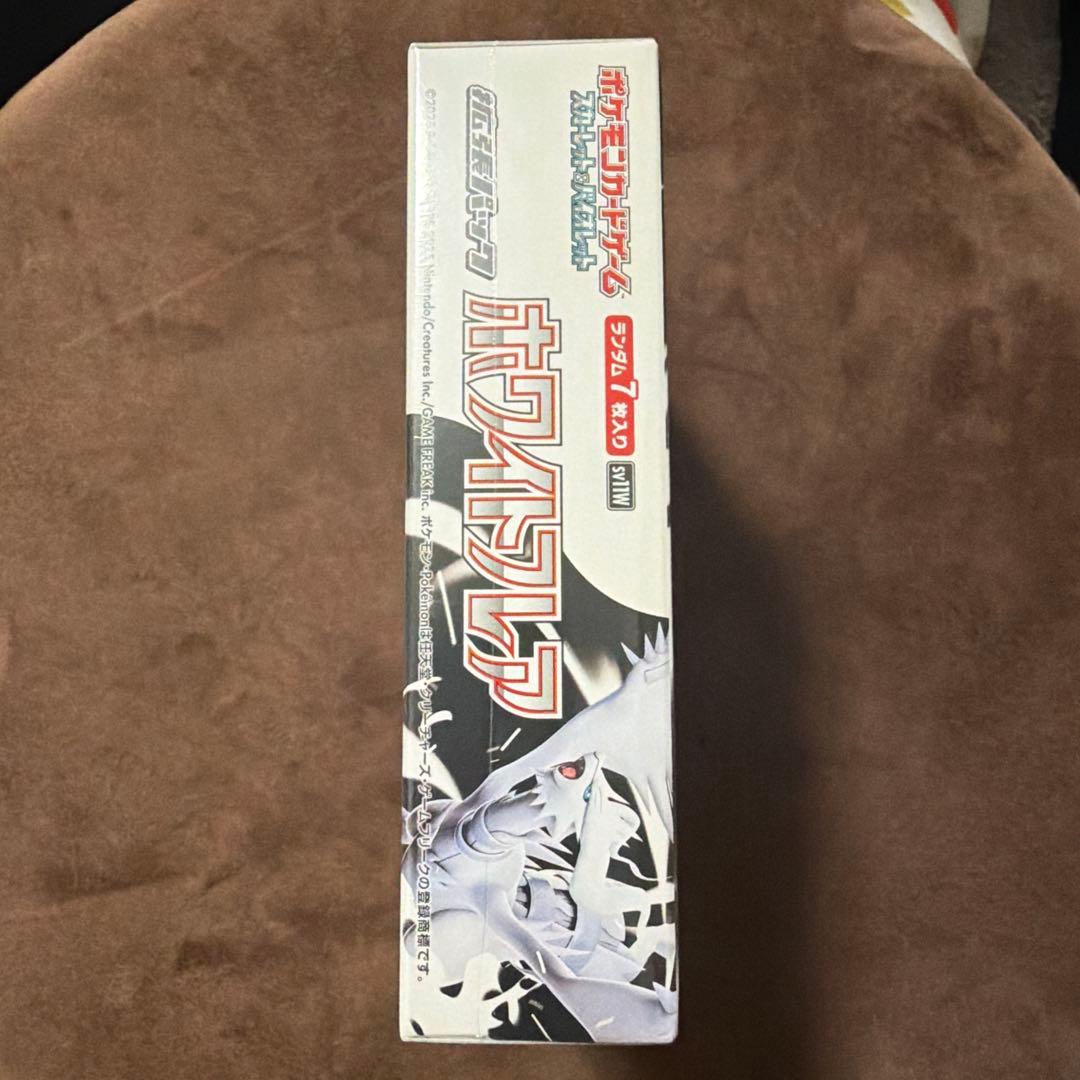 ポケモンカードゲーム
スカーレット&バイオレット
ランダム7枚入り
sv11W
拡張パック
ホワイトフレア
Nintendo/Creatures Inc./GAME FREAK inc. ポケモン・Pokémonは任天堂・クリーチャーズ・ゲームフリークの登録商標です。